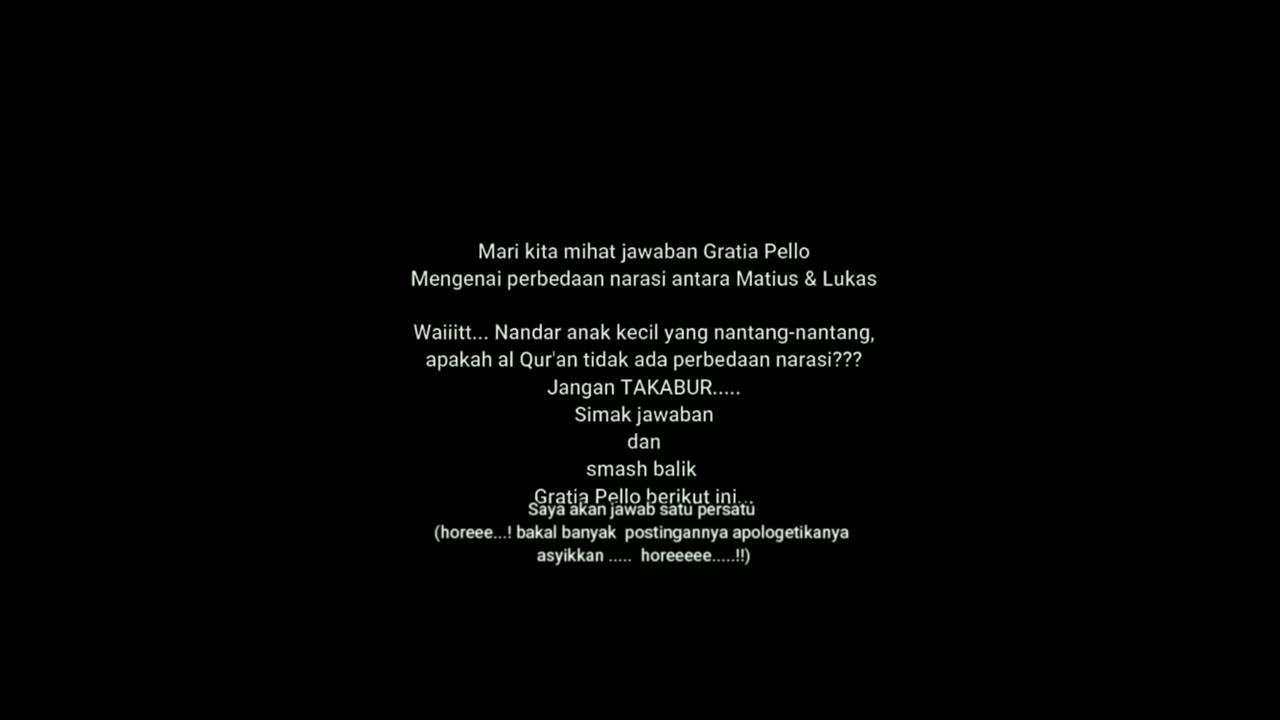 Mari kita mihat jawaban Gratia Pello
Mengenai perbedaan narasi antara Matius & Lukas
Waiiitt... Nandar anak kecil yang nantang-nantang,
apakah al Qur'an tidak ada perbedaan narasi???
Jangan TAKABUR.....
Simak jawaban
dan
smash balik
Gratia Pello berikut ini...
Saya akan jawab satu persatu
(horeee...! bakal banyak postingannya apologetikanya
asyikkan ..... horeeeee.....!!)